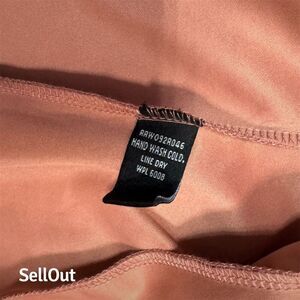 RRW092R046
HAND WASH COLD.
LINE DRY
WPL 6008
SellOut